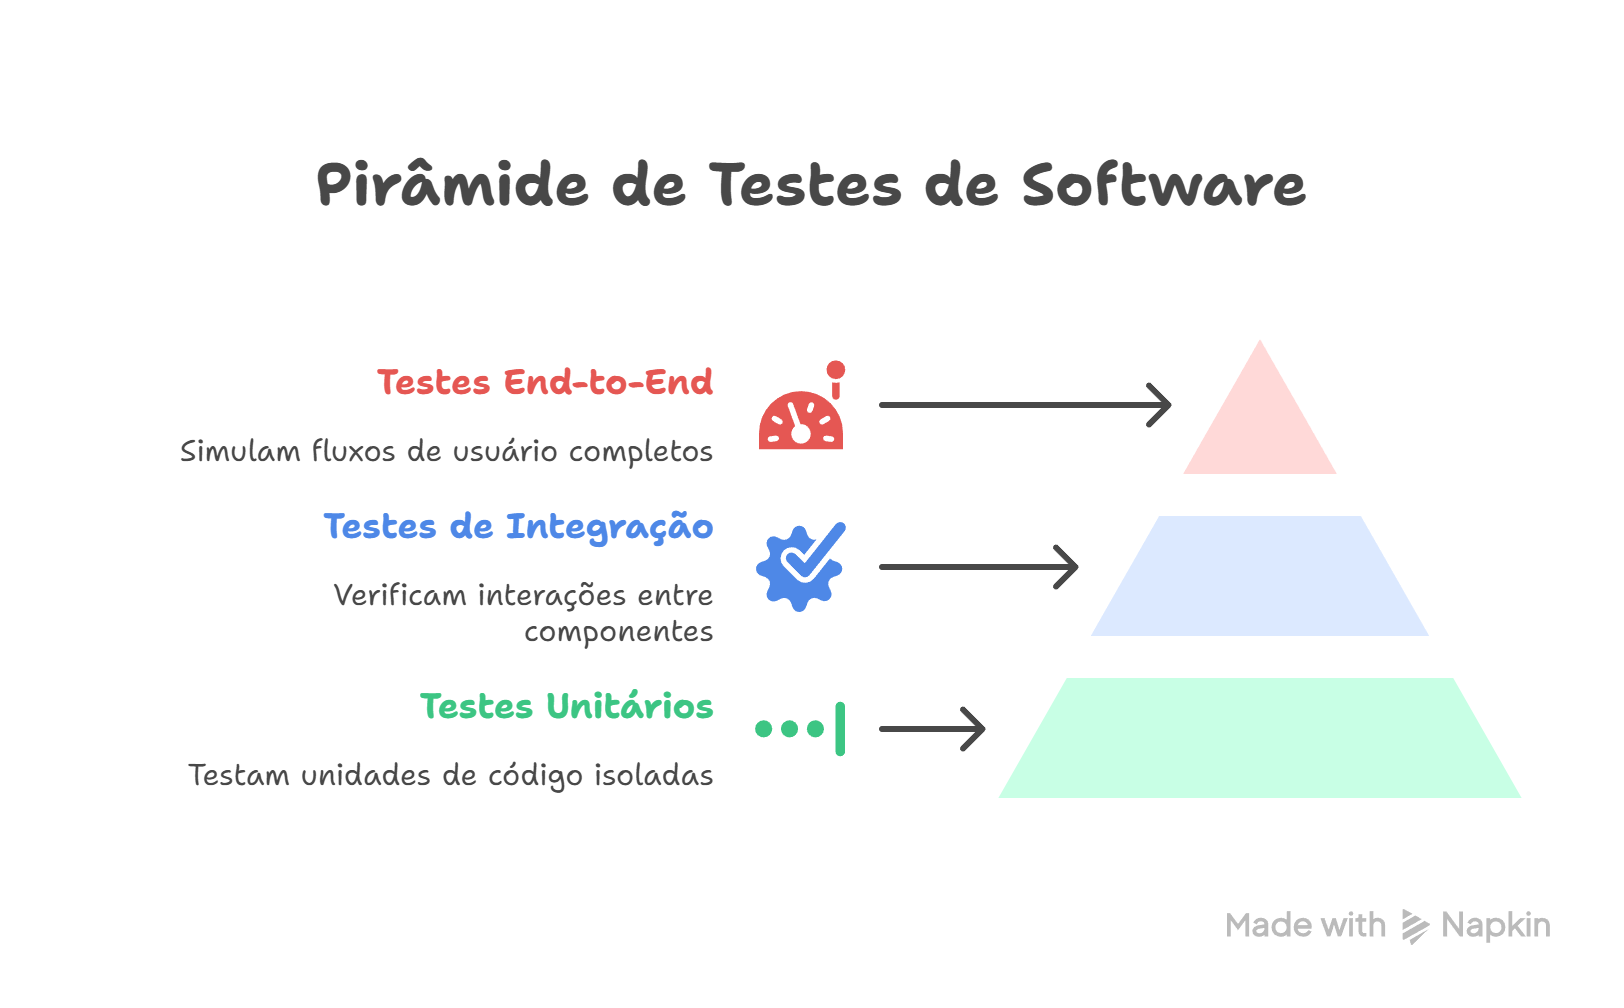 Pirâmide de Testes de Software
Testes End-to-End
Simulam fluxos de usuário completos
Testes de Integração
Verificam interações entre
componentes
Testes Unitários
Testam unidades de código isoladas
Made with Napkin